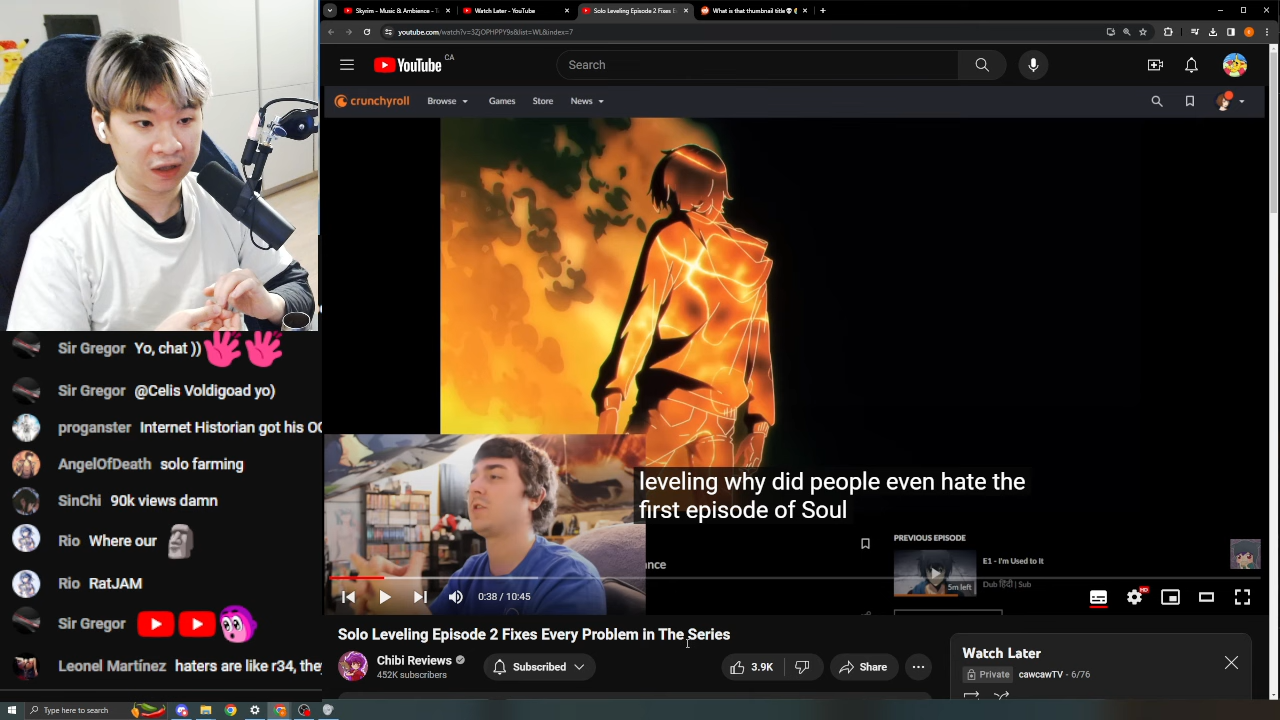 Skyrim - Music & Ambience - T
Watch Later - YouTube
Solo Leveling Episode 2 Fixes E
What is that thumbnail title
youtube.com/watch?v=3ZjOPHPPY9s&list=WL&index=7
YouTube CA
Search
crunchyroll
Browse
Games
Store
News
Sir Gregor Yo, chat ))
Sir Gregor @Celis Voldigoad yo)
proganster Internet Historian got his OC
AngelOfDeath solo farming
SinChi 90k views damn
Rio Where our
Rio RatJAM
Sir Gregor
Leonel Martínez haters are like r34, the
leveling why did people even hate the
first episode of Soul
ance
PREVIOUS EPISODE
E1 - I'm Used to It
5m left
Dub हिंदी | Sub
0:38 / 10:45
HD
Solo Leveling Episode 2 Fixes Every Problem in The Series
Chibi Reviews
452K subscribers
Subscribed
3.9K
Share
Watch Later
Private
cawcawTV - 6/76
Type here to search